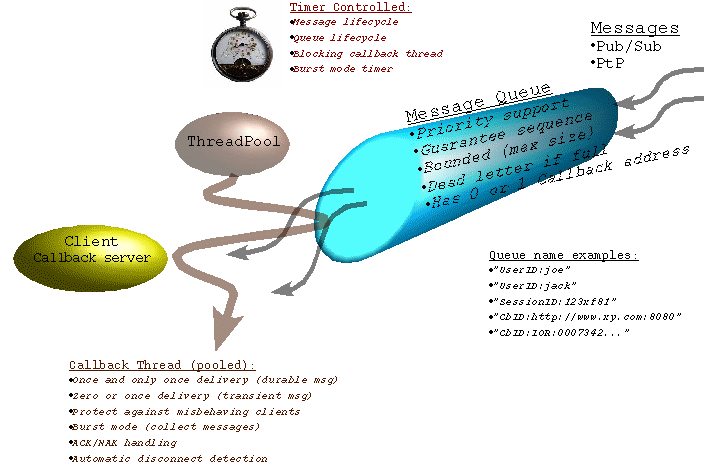 Timer Controlled:
•Message lifecycle
•Queue lifecycle
•Blocking callback thread
•Burst mode timer
Messages
•Pub/Sub
•PtP
Message Queue
•Priority support
•Guarantee sequence
•Bounded (max size)
•Dead letter if full
•Has 0 or 1 Callback address
ThreadPool
Client
Callback server
Queue name examples:
•"UserID:joe"
•"UserID:jack"
•"SessionID:123xf81"
•"CbID:http://www.xy.com:8080"
•"CbID:IOR:0007342..."
Callback Thread (pooled):
•Once and only once delivery (durable msg)
•Zero or once delivery (transient msg)
•Protect against misbehaving clients
•Burst mode (collect messages)
•ACK/NAK handling
•Automatic disconnect detection